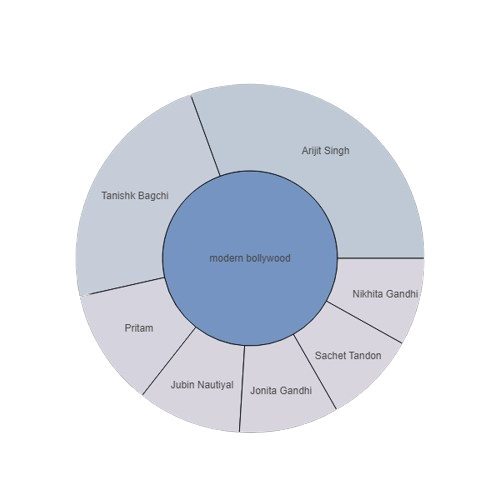 Arijit Singh
Tanishk Bagchi
modern bollywood
Nikhita Gandhi
Pritam
Sachet Tandon
Jubin Nautiyal
Jonita Gandhi